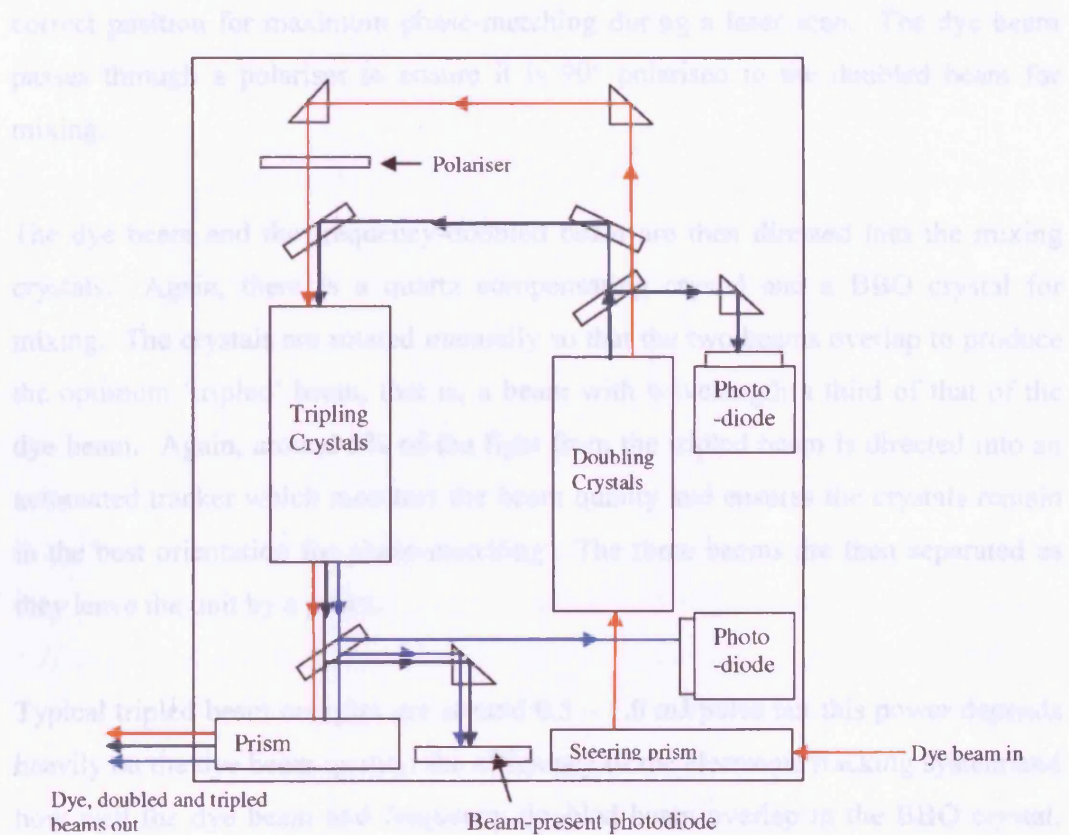 correct position for maximum phase-matching during a laser scan. The dye beam
passes through a polariser to ensure it is 90° polarised to the doubled beam for
mixing.
The dye beam and the frequency-doubled beam are then directed into the mixing
crystals. Again, there is a quartz compensating crystal and a BBO crystal for
mixing. The crystals are rotated manually so that the two beams overlap to produce
the optimum 'tripled' beam, that is, a beam with wavelength a third of that of the
dye beam. Again, of the light from the tripled beam is directed into an
automated tracker which monitors the beam quality and ensures the crystals remain
in the best orientation for phase-matching. The three beams are then separated as
they leave the unit by a prism.
Typical tripled beam energies are around 0.5 – mJ/pulse but this power depends
heavily on the dye beam quality, the efficiency of the electronic tracking system and
how well the dye beam and frequency doubled beam overlap in the BBO crystal.
Polariser
Tripling
Crystals
Doubling
Crystals
Photo
-diode
Photo
-diode
Prism
Steering prism
Dye beam in
Dye, doubled and tripled
beams out
Beam-present photodiode